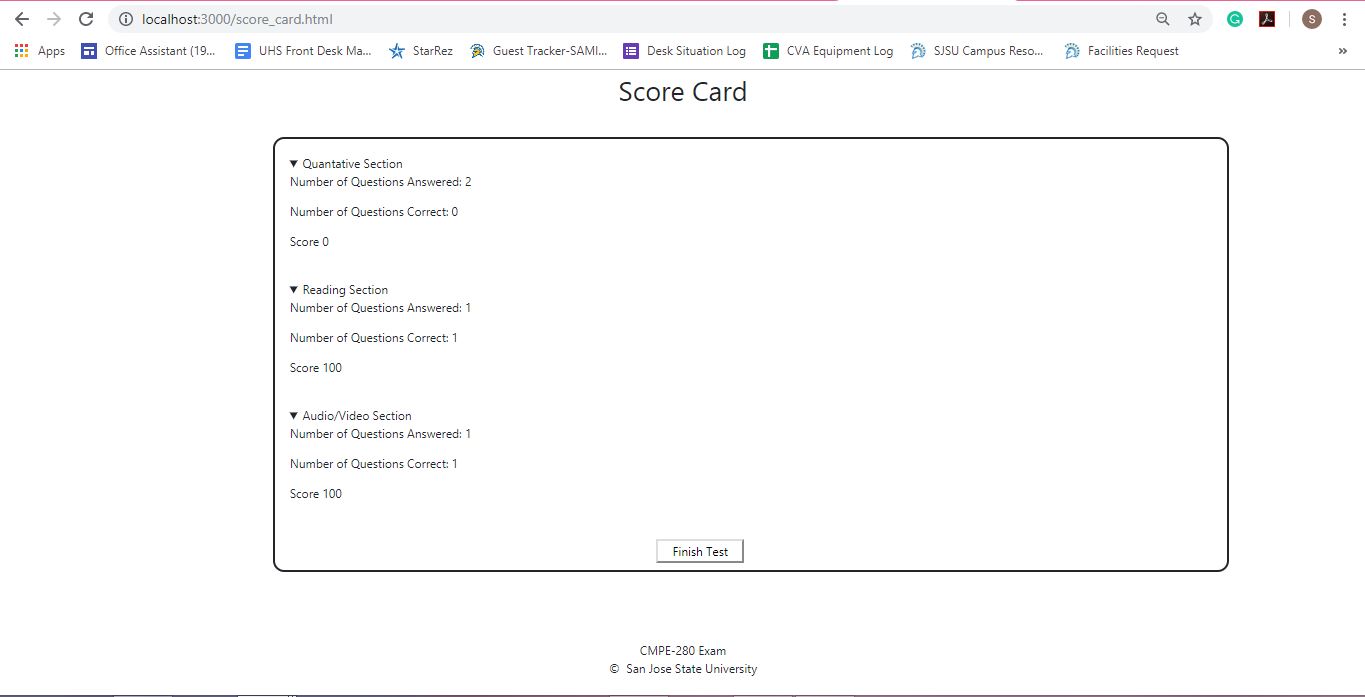 localhost:3000/score_card.html
S
Apps Office Assistant (19... UHS Front Desk Ma... StarRez Guest Tracker-SAMI... Desk Situation Log CVA Equipment Log SJSU Campus Reso... Facilities Request »
Score Card
▼ Quantative Section
Number of Questions Answered: 2
Number of Questions Correct: 0
Score 0
▼ Reading Section
Number of Questions Answered: 1
Number of Questions Correct: 1
Score 100
▼ Audio/Video Section
Number of Questions Answered: 1
Number of Questions Correct: 1
Score 100
Finish Test
CMPE-280 Exam
© San Jose State University